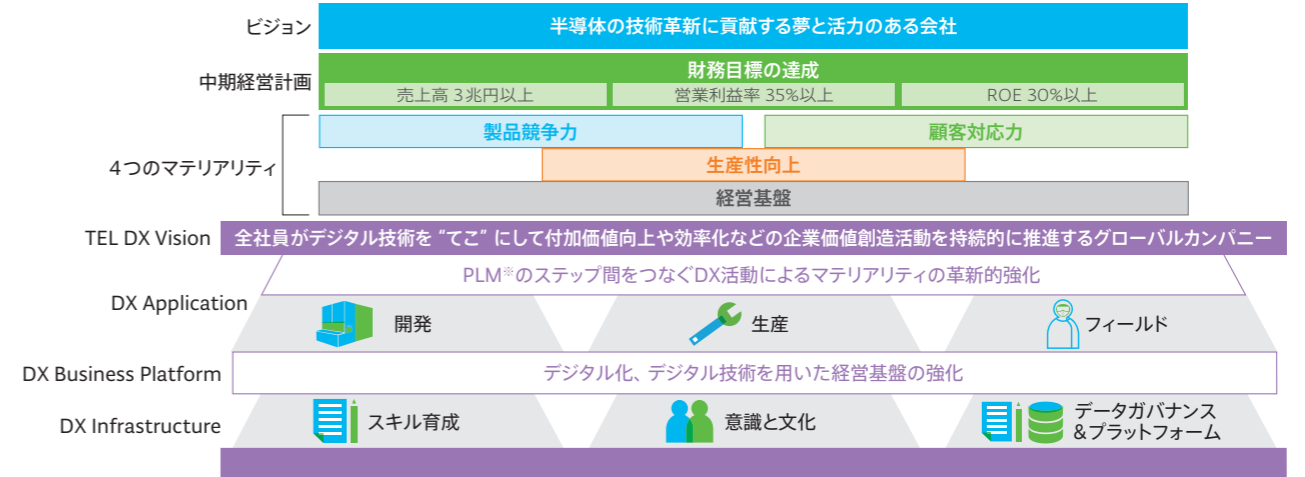 ビジョン
半導体の技術革新に貢献する夢と活力のある会社
中期経営計画
財務目標の達成
売上高 3兆円以上
営業利益率 35%以上
ROE 30%以上
4つのマテリアリティ
製品競争力
顧客対応力
生産性向上
経営基盤
TEL DX Vision
全社員がデジタル技術を “てこ” にして付加価値向上や効率化などの企業価値創造活動を持続的に推進するグローバルカンパニー
PLM※のステップ間をつなぐDX活動によるマテリアリティの革新的強化
DX Application
開発
生産
フィールド
DX Business Platform
デジタル化、デジタル技術を用いた経営基盤の強化
DX Infrastructure
スキル育成
意識と文化
データガバナンス
&プラットフォーム